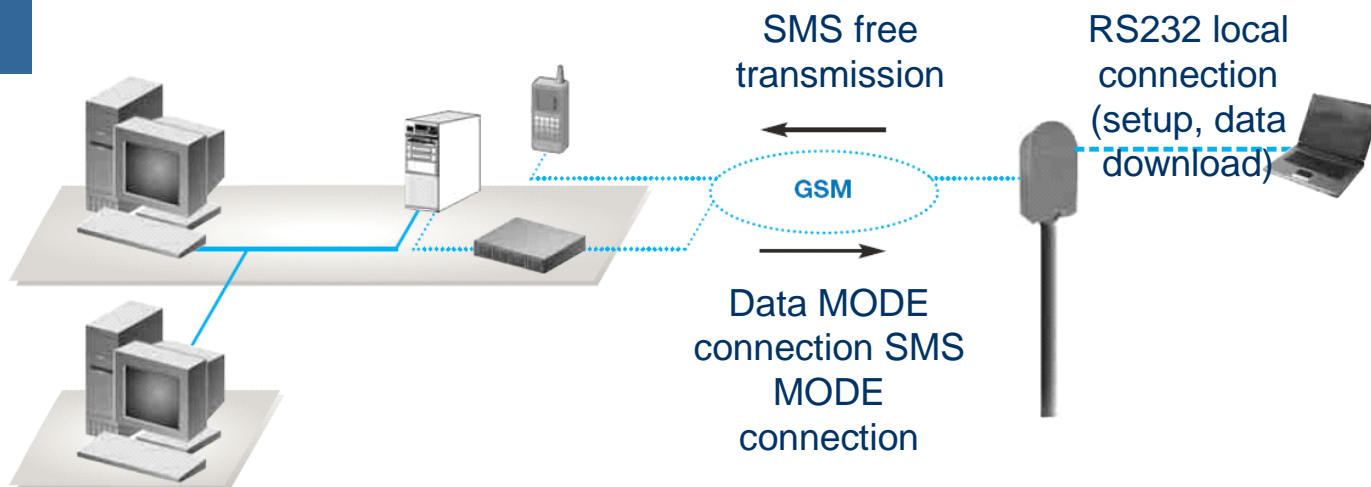 SMS free
transmission
RS232 local
connection
(setup, data
download)
GSM
Data MODE
connection SMS
MODE
connection